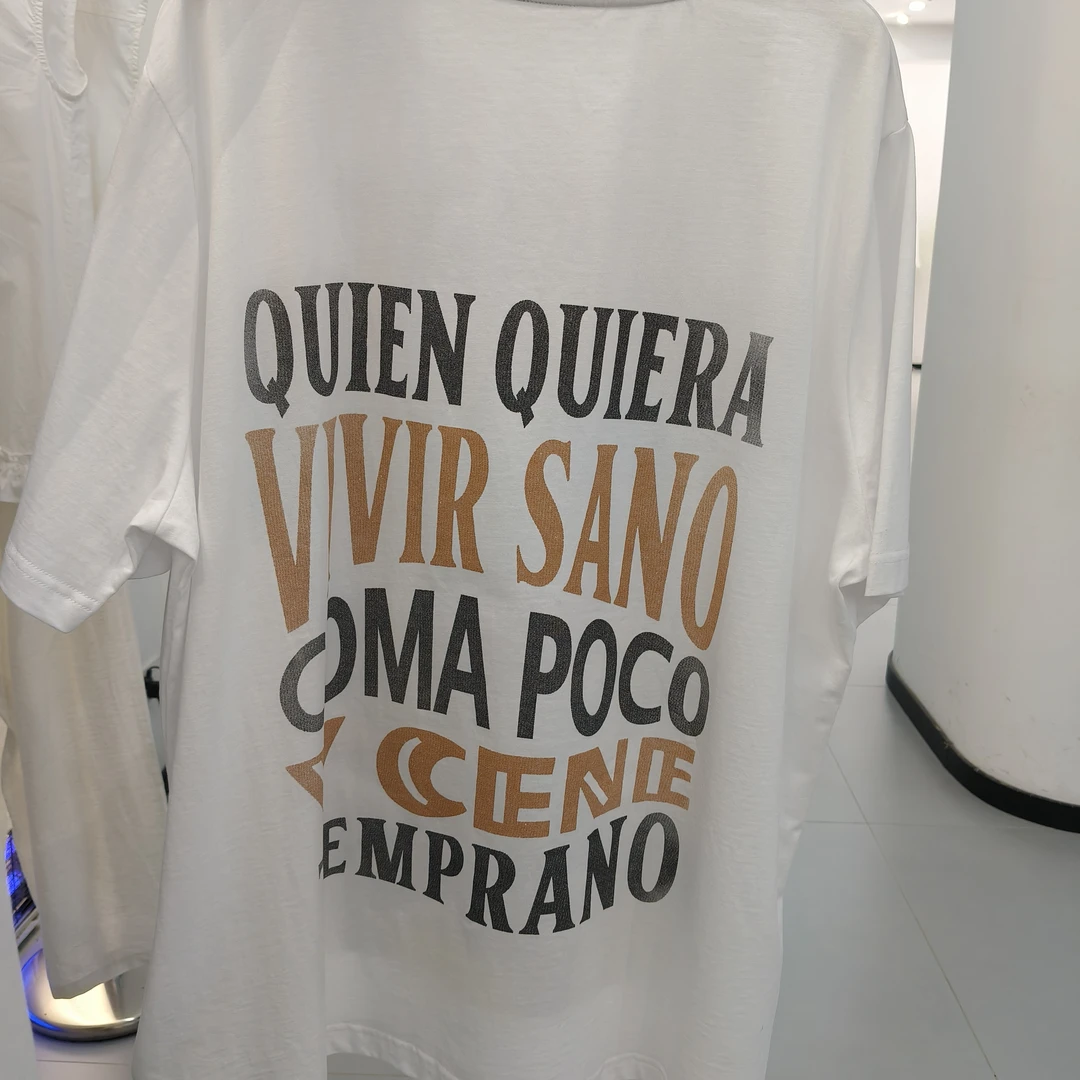 QUIEN QUIERA
VIVIR SANO
COMA POCO
Y CENE
TEMPRANO